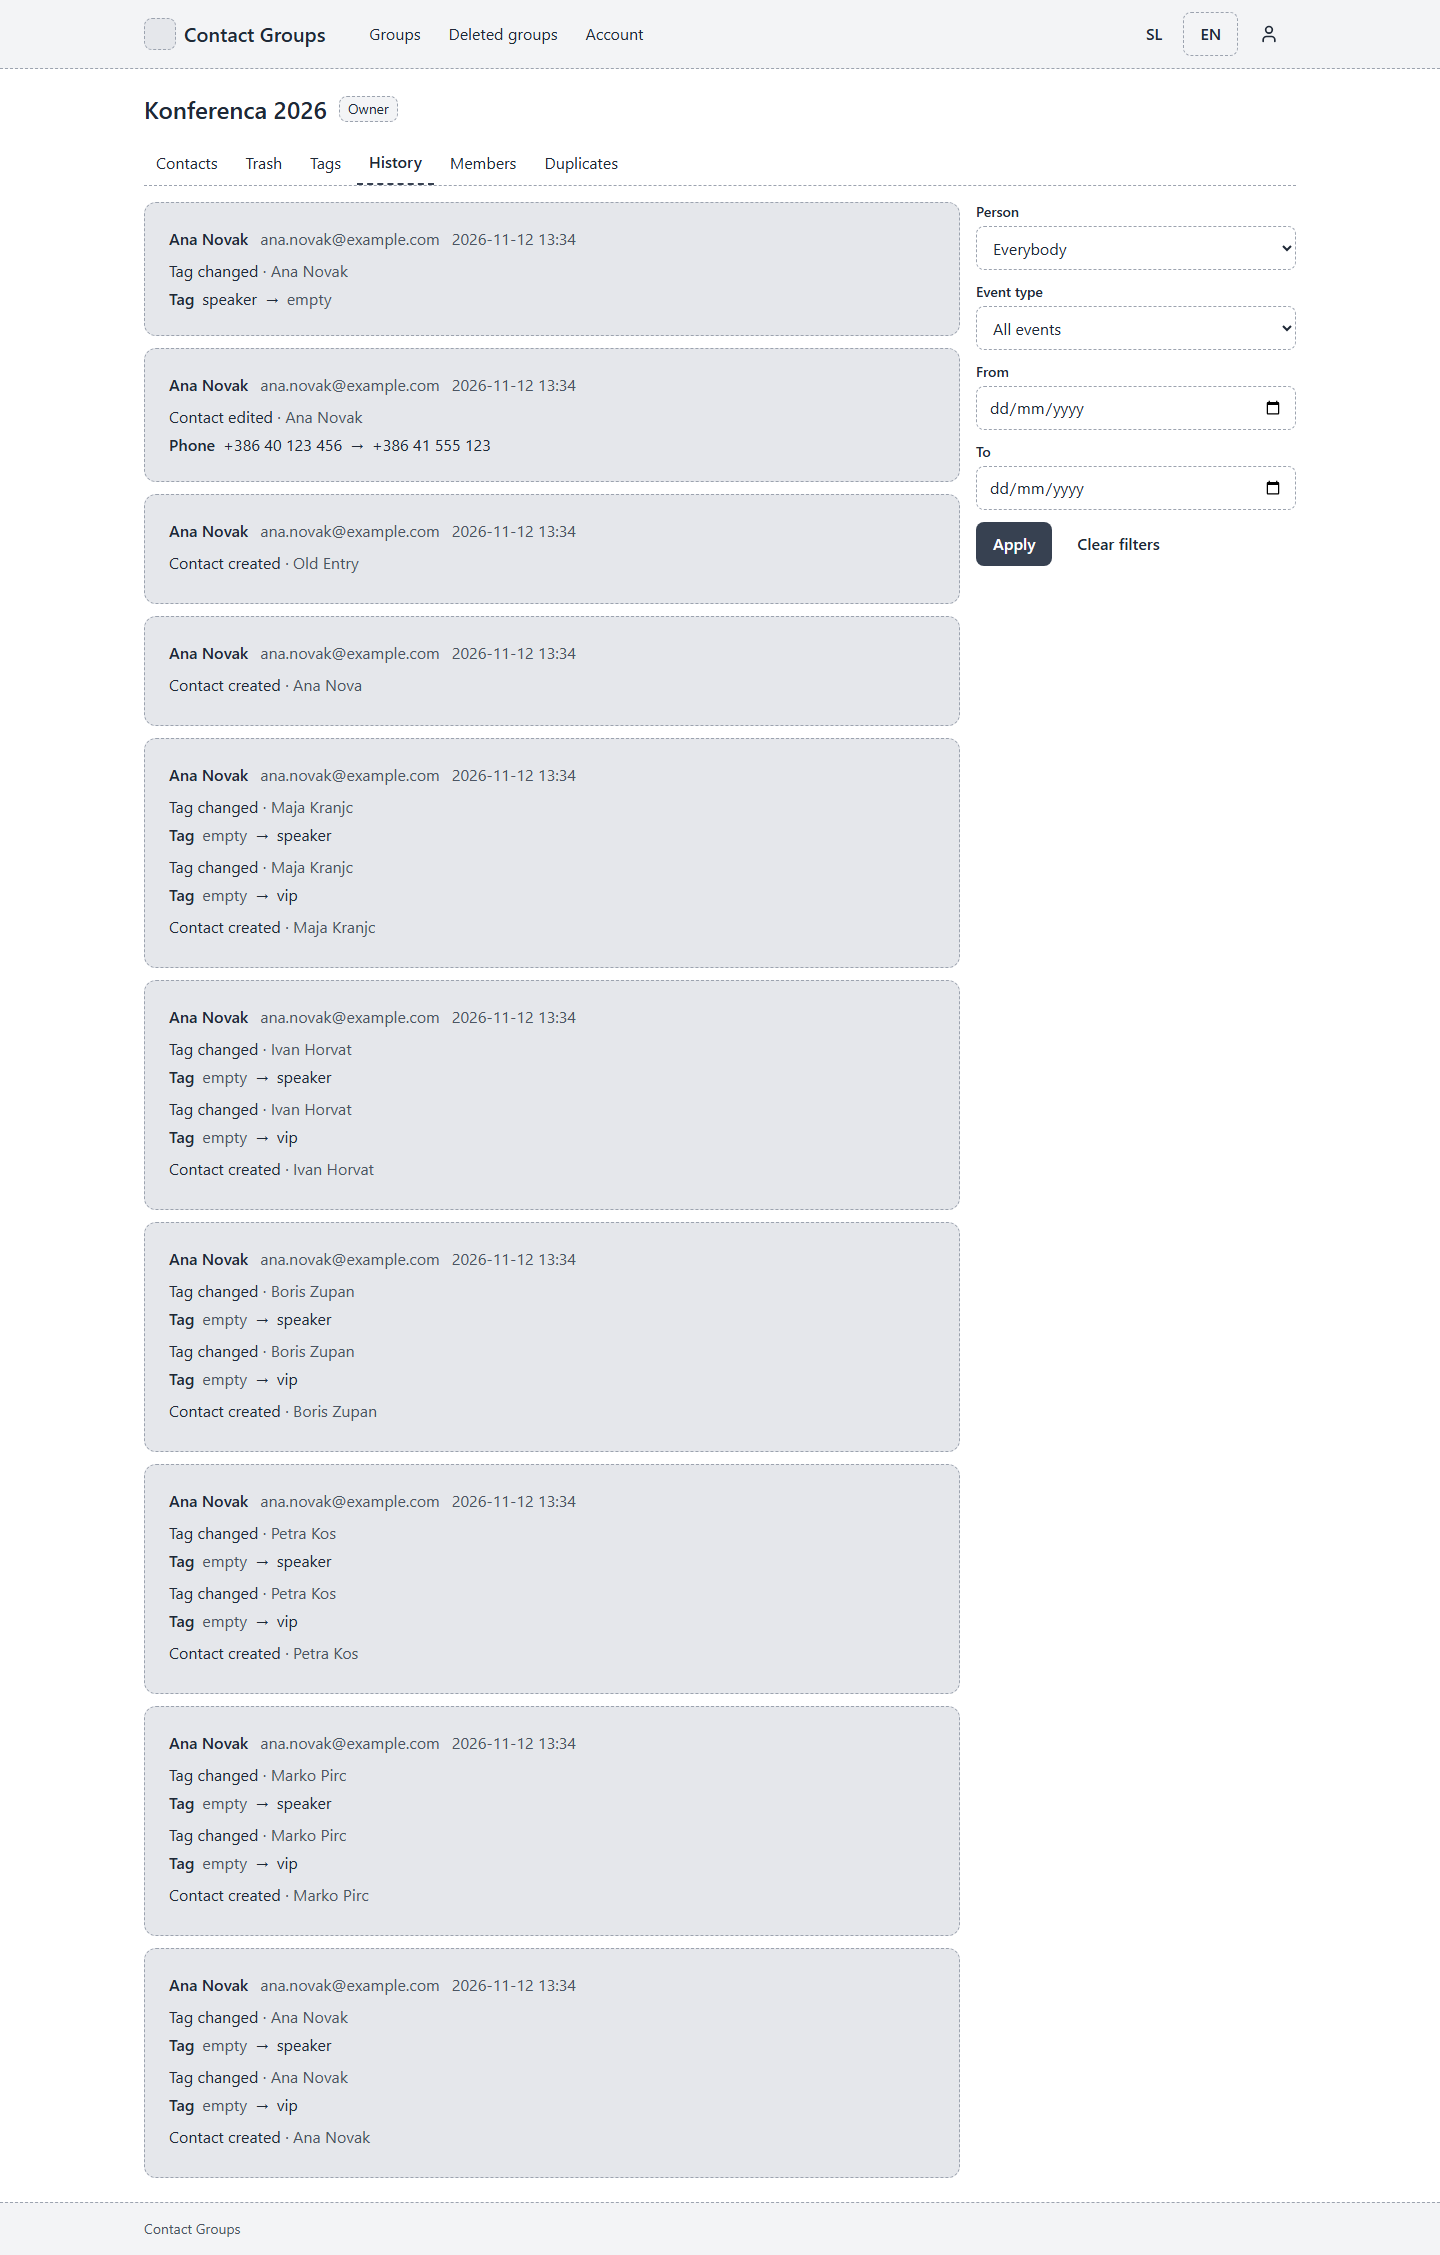 Contact Groups Groups Deleted groups Account SL EN
Konferenca 2026 Owner
Contacts Trash Tags History Members Duplicates
Ana Novak ana.novak@example.com 2026-11-12 13:34
Tag changed · Ana Novak
Tag speaker → empty
Ana Novak ana.novak@example.com 2026-11-12 13:34
Contact edited · Ana Novak
Phone +386 40 123 456 → +386 41 555 123
Ana Novak ana.novak@example.com 2026-11-12 13:34
Contact created · Old Entry
Ana Novak ana.novak@example.com 2026-11-12 13:34
Contact created · Ana Nova
Ana Novak ana.novak@example.com 2026-11-12 13:34
Tag changed · Maja Kranjc
Tag empty → speaker
Tag changed · Maja Kranjc
Tag empty → vip
Contact created · Maja Kranjc
Ana Novak ana.novak@example.com 2026-11-12 13:34
Tag changed · Ivan Horvat
Tag empty → speaker
Tag changed · Ivan Horvat
Tag empty → vip
Contact created · Ivan Horvat
Ana Novak ana.novak@example.com 2026-11-12 13:34
Tag changed · Boris Zupan
Tag empty → speaker
Tag changed · Boris Zupan
Tag empty → vip
Contact created · Boris Zupan
Ana Novak ana.novak@example.com 2026-11-12 13:34
Tag changed · Petra Kos
Tag empty → speaker
Tag changed · Petra Kos
Tag empty → vip
Contact created · Petra Kos
Ana Novak ana.novak@example.com 2026-11-12 13:34
Tag changed · Marko Pirc
Tag empty → speaker
Tag changed · Marko Pirc
Tag empty → vip
Contact created · Marko Pirc
Ana Novak ana.novak@example.com 2026-11-12 13:34
Tag changed · Ana Novak
Tag empty → speaker
Tag changed · Ana Novak
Tag empty → vip
Contact created · Ana Novak
Person
Everybody
Event type
All events
From
dd/mm/yyyy
To
dd/mm/yyyy
Apply Clear filters
Contact Groups